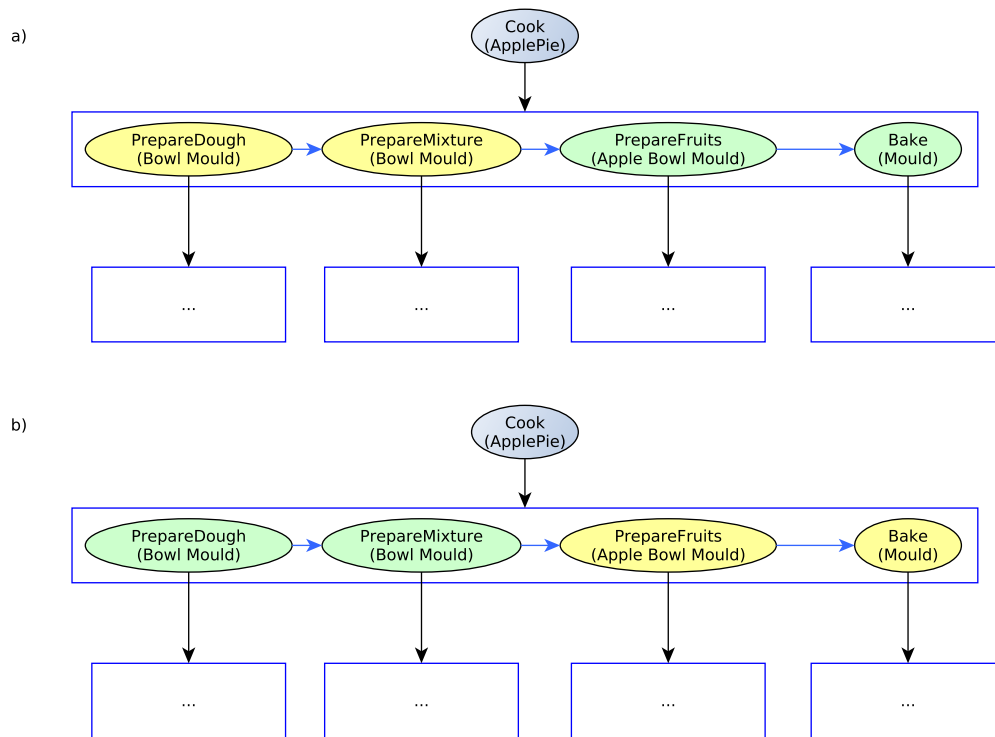 a)
Cook
(ApplePie)
PrepareDough
(Bowl Mould)
PrepareMixture
(Bowl Mould)
PrepareFruits
(Apple Bowl Mould)
Bake
(Mould)
...
...
...
...
b)
Cook
(ApplePie)
PrepareDough
(Bowl Mould)
PrepareMixture
(Bowl Mould)
PrepareFruits
(Apple Bowl Mould)
Bake
(Mould)
...
...
...
...